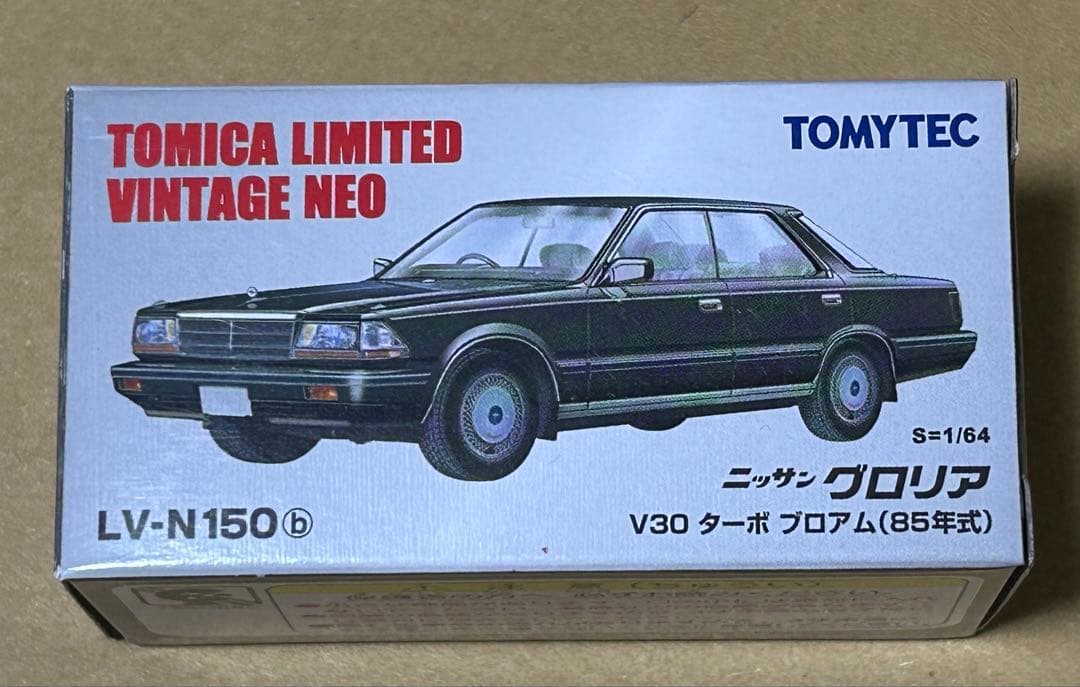 TOMICA LIMITED
VINTAGE NEO
TOMYTEC
S=1/64
ニッサン グロリア
V30 ターボ ブロアム(85年式)
LV-N150ⓑ